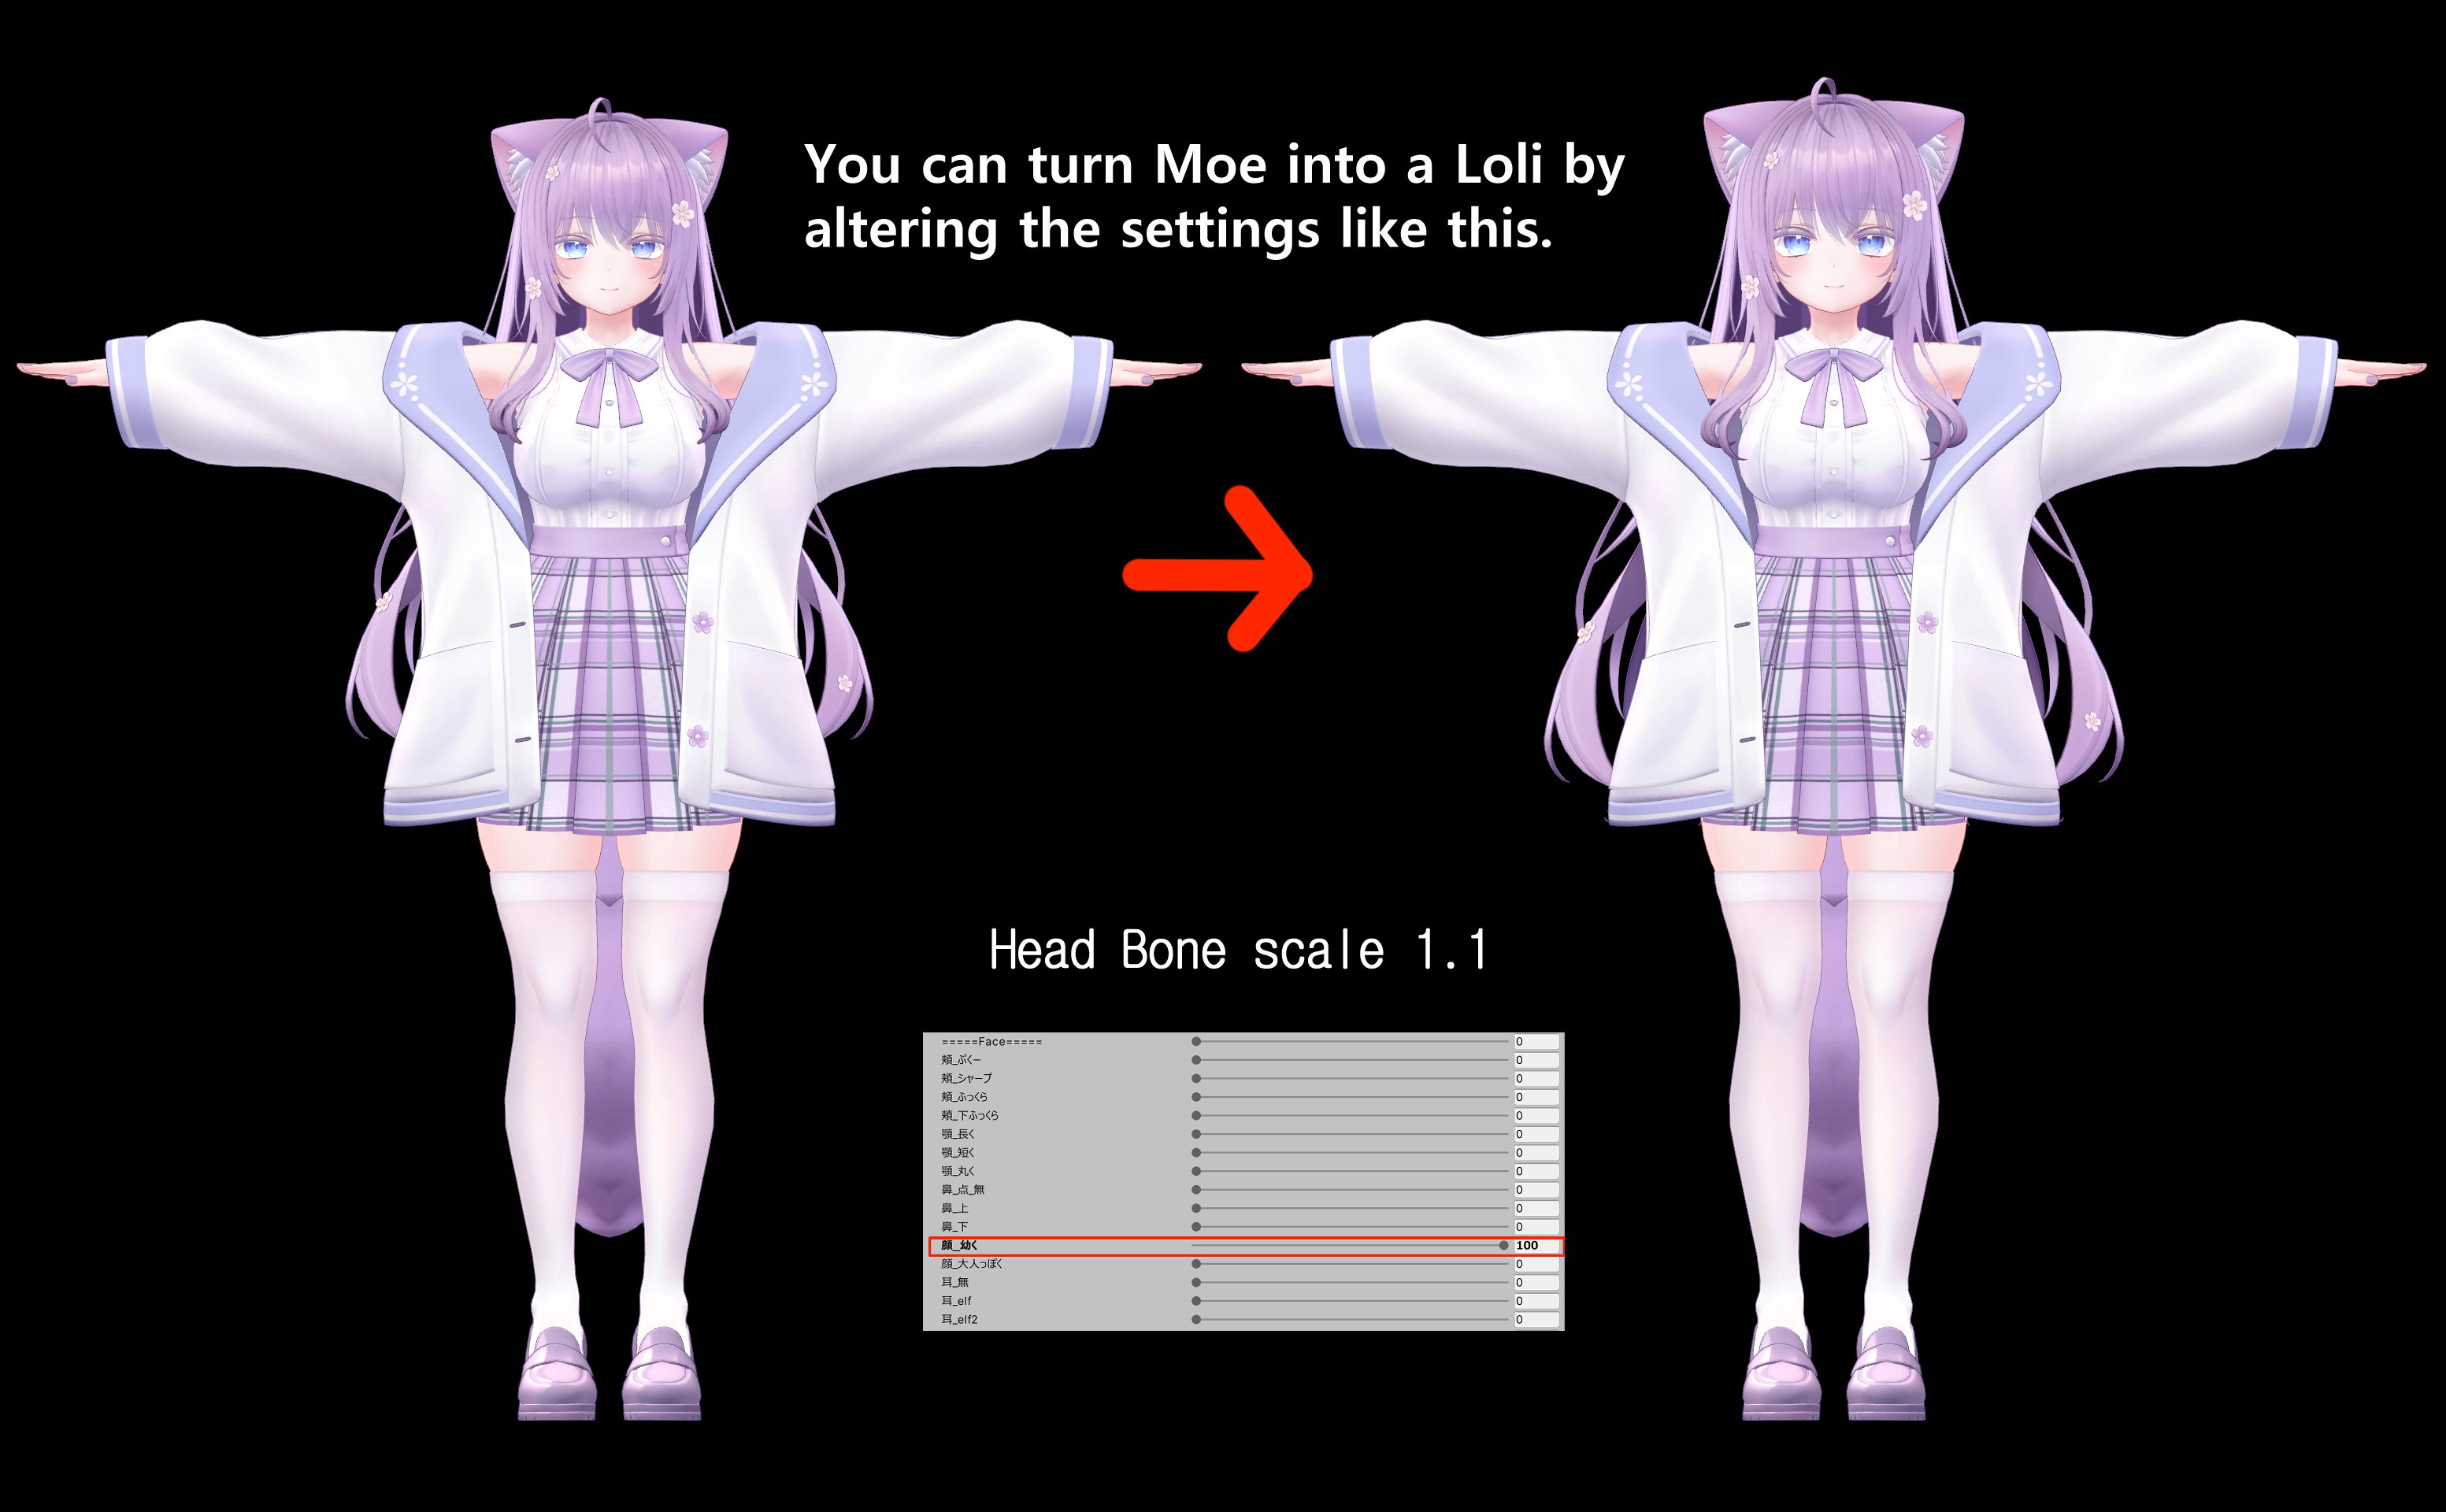 You can turn Moe into a Loli by
altering the settings like this.
Head Bone scale 1.1
=====Face===== 0
頬_ぷくー 0
頬_シャープ 0
頬_ふっくら 0
頬_下ふっくら 0
顎_長く 0
顎_短く 0
顎_丸く 0
鼻_点_無 0
鼻_上 0
鼻_下 0
顔_幼く 100
顔_大人っぽく 0
耳_無 0
耳_elf 0
耳_elf2 0